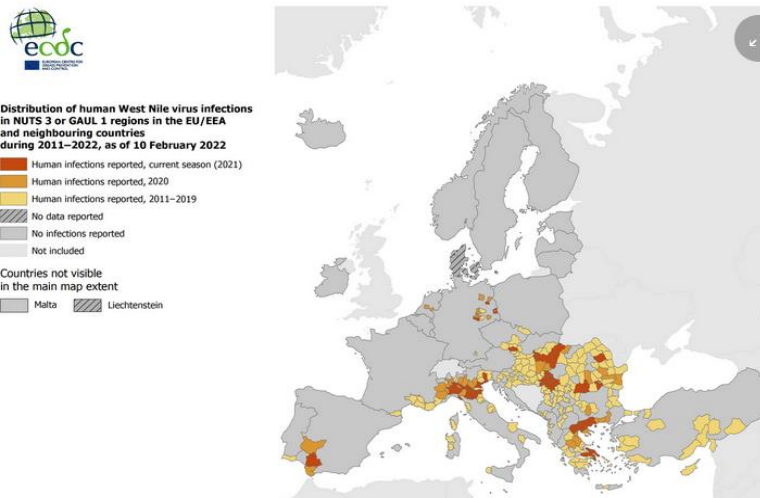 ecdc
EUROPEAN CENTRE FOR
DISEASE PREVENTION
AND CONTROL
Distribution of human West Nile virus infections
in NUTS 3 or GAUL 1 regions in the EU/EEA
and neighbouring countries
during 2011–2022, as of 10 February 2022
Human infections reported, current season (2021)
Human infections reported, 2020
Human infections reported, 2011–2019
No data reported
No infections reported
Not included
Countries not visible
in the main map extent
Malta Liechtenstein